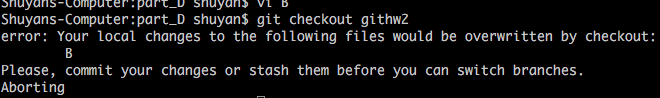 Shuyans-Computer:part_D shuyan$ vi B
Shuyans-Computer:part_D shuyan$ git checkout githw2
error: Your local changes to the following files would be overwritten by checkout:
        B
Please, commit your changes or stash them before you can switch branches.
Aborting